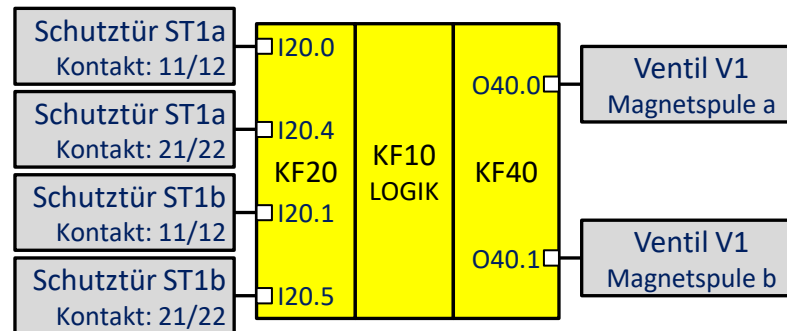 Schutztür ST1a
Kontakt: 11/12
Schutztür ST1a
Kontakt: 21/22
Schutztür ST1b
Kontakt: 11/12
Schutztür ST1b
Kontakt: 21/22
I20.0
I20.4
KF20
I20.1
I20.5
KF10
LOGIK
O40.0
KF40
O40.1
Ventil V1
Magnetspule a
Ventil V1
Magnetspule b